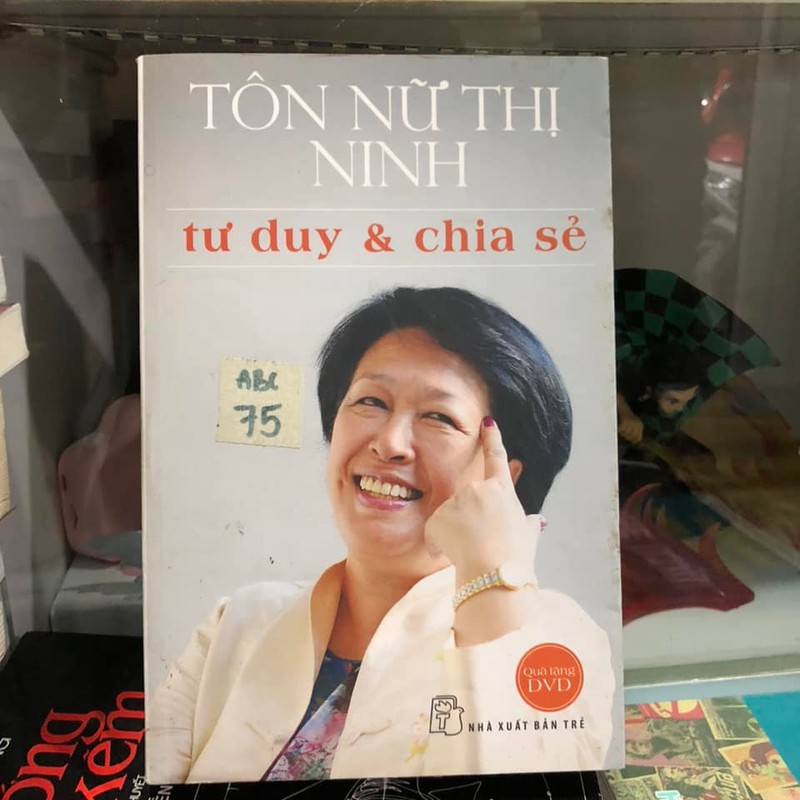 TÔN NỮ THỊ
NINH
tư duy & chia sẻ
ABC
75
Quà tặng
DVD
NHÀ XUẤT BẢN TRẺ